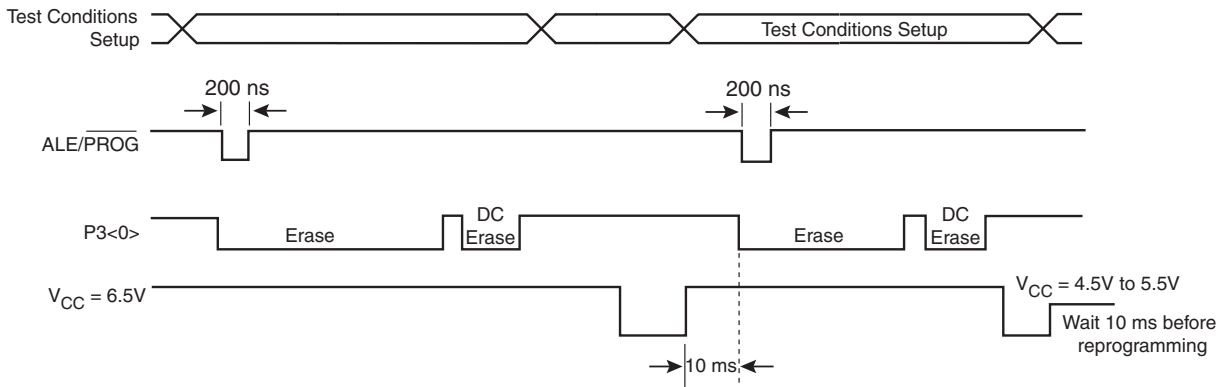 Test Conditions
Setup
Test Conditions Setup
200 ns
200 ns
ALE/PROG
P3<0>
Erase
DC
Erase
Erase
DC
Erase
VCC = 6.5V
VCC = 4.5V to 5.5V
Wait 10 ms before
reprogramming
10 ms